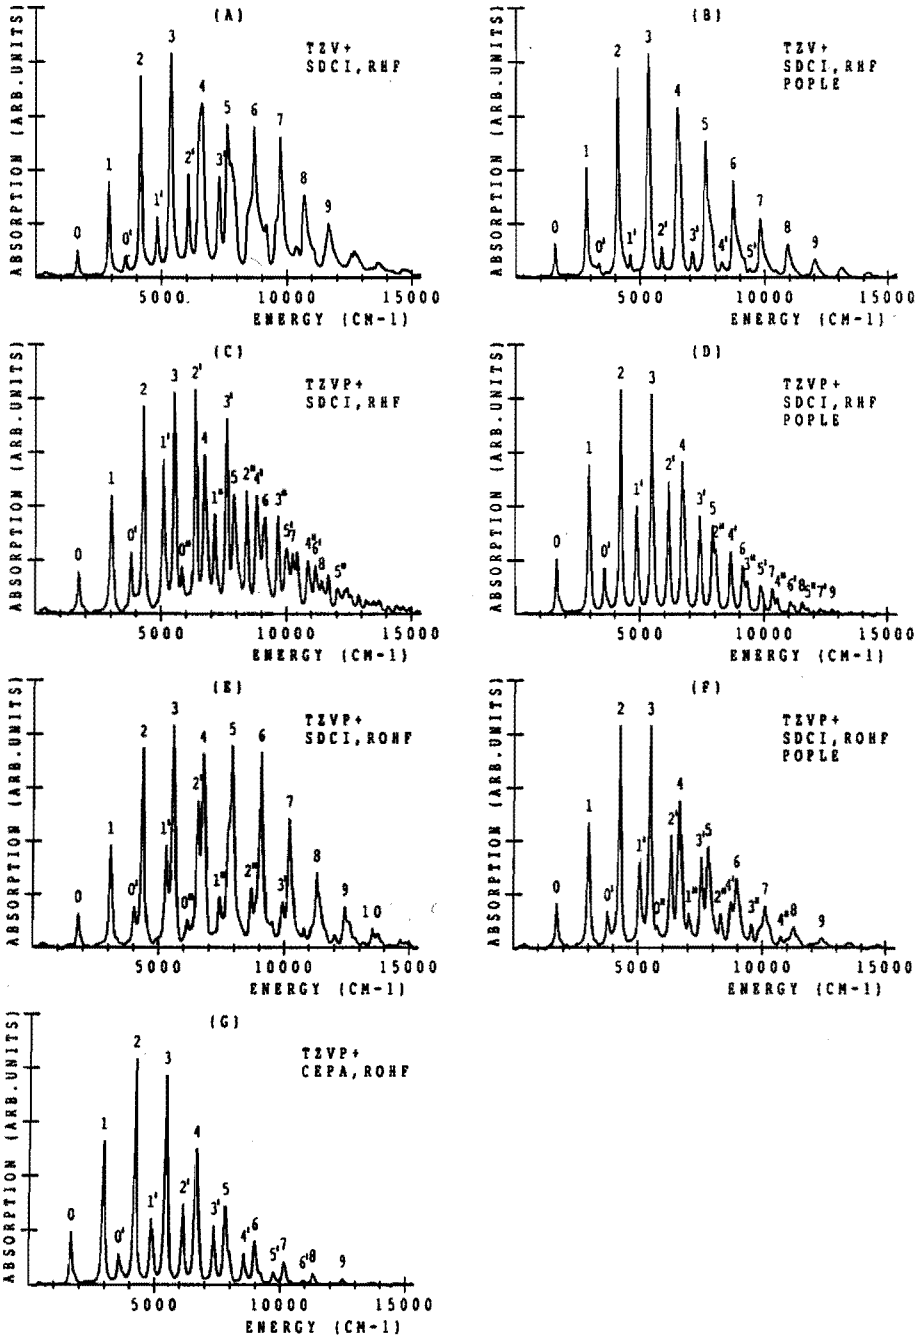 (A)
TZV+
SDCI,RHF
ABSORPTION (ARB.UNITS)
0 1 0' 2 1' 3 2' 4 3' 5 6 7 8 9
5000 10000 15000
ENERGY (CM-1)
(B)
TZV+
SDCI,RHF
POPLE
ABSORPTION (ARB.UNITS)
0 1 0' 2 1' 3 2' 4 3' 5 4' 6 5' 7 8 9
5000 10000 15000
ENERGY (CM-1)
(C)
TZVP+
SDCI,RHF
ABSORPTION (ARB.UNITS)
0 1 0' 2 1' 3 0" 2' 4 1" 3' 5 2" 4' 6 3" 5' 7 4" 6' 8 5"
5000 10000 15000
ENERGY (CM-1)
(D)
TZVP+
SDCI,RHF
POPLE
ABSORPTION (ARB.UNITS)
0 1 0' 2 1' 3 2' 4 3' 5 2" 4' 6 3" 5' 7 4" 6' 8 5" 7' 9
5000 10000 15000
ENERGY (CM-1)
(E)
TZVP+
SDCI,ROHF
ABSORPTION (ARB.UNITS)
0 1 0' 2 1' 3 0" 2' 4 1" 5 2" 6 3' 7 8 9 10
5000 10000 15000
ENERGY (CM-1)
(F)
TZVP+
SDCI,ROHF
POPLE
ABSORPTION (ARB.UNITS)
0 1 0' 2 1' 3 0" 2' 4 1" 3' 5 2" 4' 6 3" 7 4" 8 9
5000 10000 15000
ENERGY (CM-1)
(G)
TZVP+
CEPA,ROHF
ABSORPTION (ARB.UNITS)
0 1 0' 2 1' 3 2' 4 3' 5 4' 6 5' 7 6' 8 9
5000 10000 15000
ENERGY (CM-1)